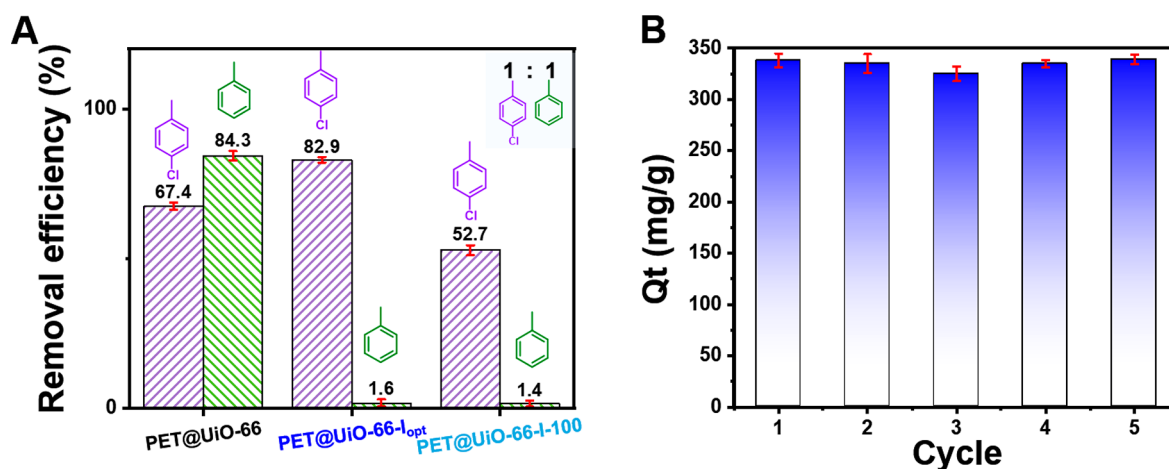 A
Removal efficiency (%)
100
0
Cl
67.4
84.3
Cl
82.9
1.6
Cl
52.7
1.4
1 : 1
Cl
PET@UiO-66
PET@UiO-66-Iopt
PET@UiO-66-I-100
B
Qt (mg/g)
350
300
250
200
150
100
50
0
1 2 3 4 5
Cycle